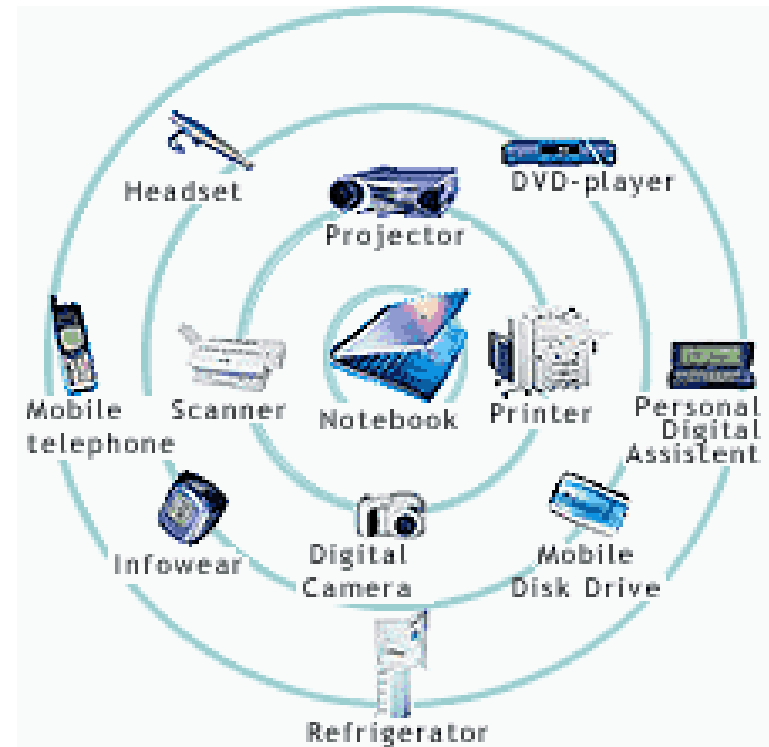 Headset
DVD-player
Projector
Mobile
telephone
Scanner
Notebook
Printer
Personal
Digital
Assistent
Infowear
Digital
Camera
Mobile
Disk Drive
Refrigerator